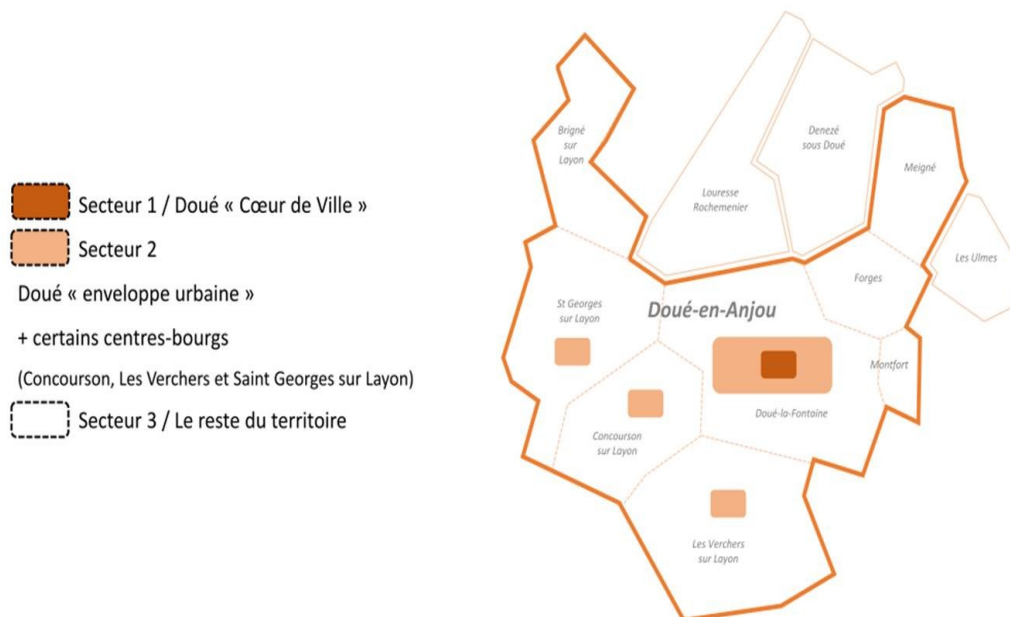 Secteur 1 / Doué « Cœur de Ville »
Secteur 2
Doué « enveloppe urbaine »
+ certains centres-bourgs
(Concourson, Les Verchers et Saint Georges sur Layon)
Secteur 3 / Le reste du territoire
Brigné
sur
Layon
Louresse
Rochemenier
Denezé
sous Doué
Meigné
Les Ulmes
Forges
St Georges
sur Layon
Doué-en-Anjou
Montfort
Doué-la-Fontaine
Concourson
sur Layon
Les Verchers
sur Layon